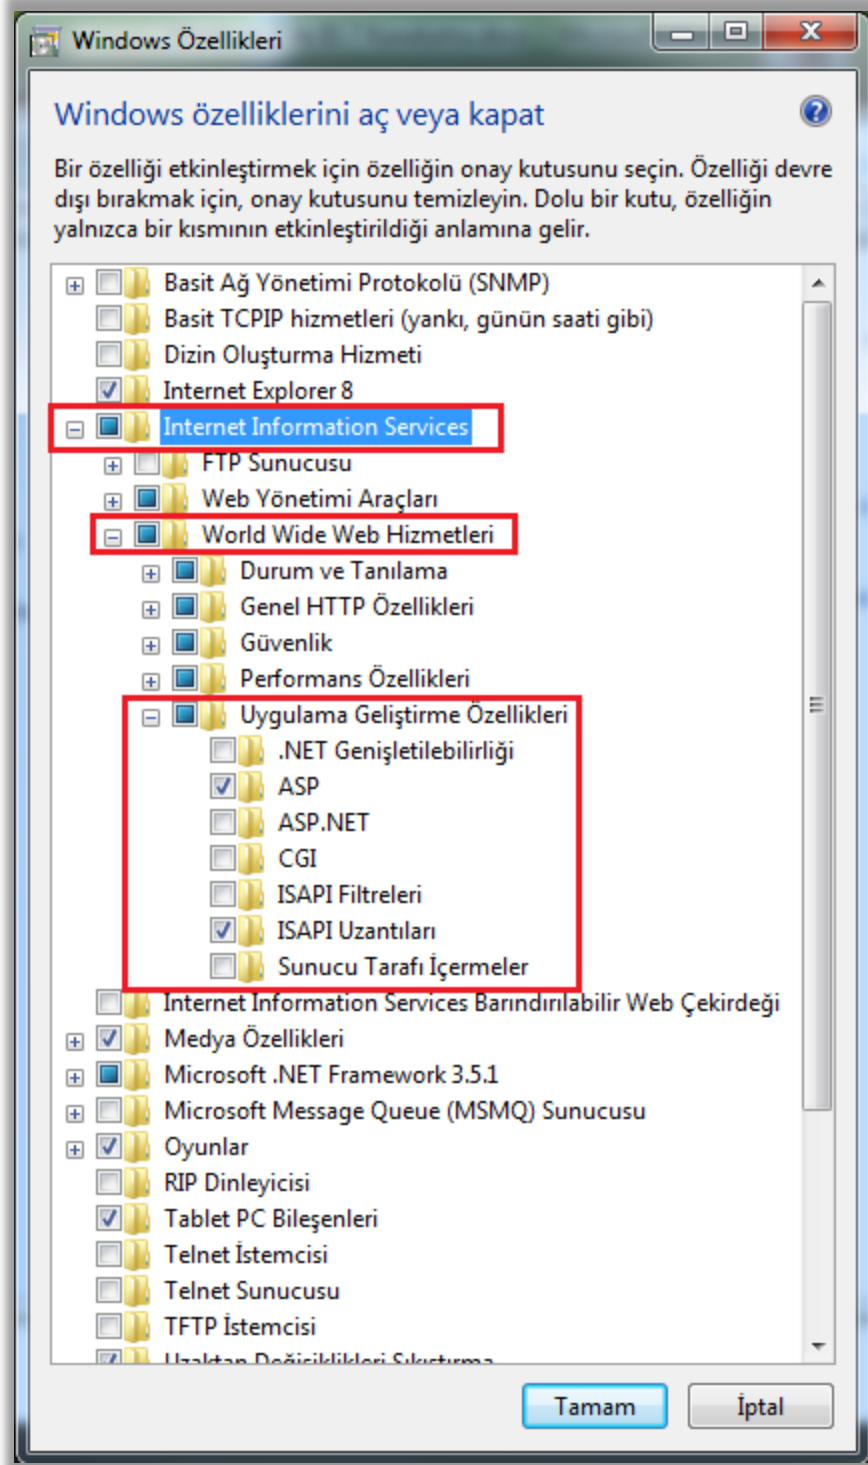 Windows Özellikleri
Windows özelliklerini aç veya kapat
Bir özelliği etkinleştirmek için özelliğin onay kutusunu seçin. Özelliği devre
dışı bırakmak için, onay kutusunu temizleyin. Dolu bir kutu, özelliğin
yalnızca bir kısmının etkinleştirildiği anlamına gelir.
Basit Ağ Yönetimi Protokolü (SNMP)
Basit TCPIP hizmetleri (yankı, günün saati gibi)
Dizin Oluşturma Hizmeti
Internet Explorer 8
Internet Information Services
FTP Sunucusu
Web Yönetimi Araçları
World Wide Web Hizmetleri
Durum ve Tanılama
Genel HTTP Özellikleri
Güvenlik
Performans Özellikleri
Uygulama Geliştirme Özellikleri
.NET Genişletilebilirliği
ASP
ASP.NET
CGI
ISAPI Filtreleri
ISAPI Uzantıları
Sunucu Tarafı İçermeler
Internet Information Services Barındırılabilir Web Çekirdeği
Medya Özellikleri
Microsoft .NET Framework 3.5.1
Microsoft Message Queue (MSMQ) Sunucusu
Oyunlar
RIP Dinleyicisi
Tablet PC Bileşenleri
Telnet İstemcisi
Telnet Sunucusu
TFTP İstemcisi
Uzaktan Değişiklikleri Sıkıştırma
Tamam
İptal